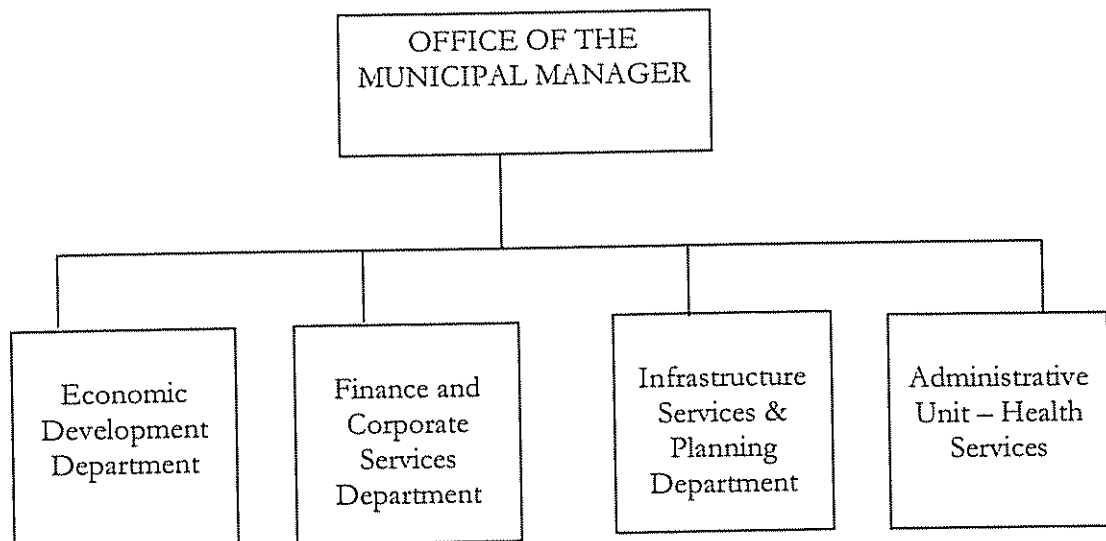 OFFICE OF THE
MUNICIPAL MANAGER
Economic
Development
Department
Finance and
Corporate
Services
Department
Infrastructure
Services &
Planning
Department
Administrative
Unit – Health
Services